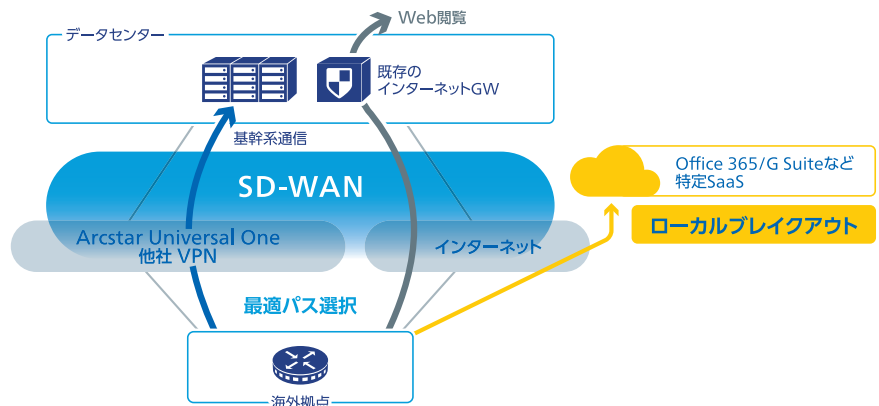 Web閲覧
データセンター
既存の
インターネットGW
基幹系通信
SD-WAN
Office 365/G Suiteなど
特定SaaS
ローカルブレイクアウト
Arcstar Universal One
他社 VPN
インターネット
最適パス選択
海外拠点